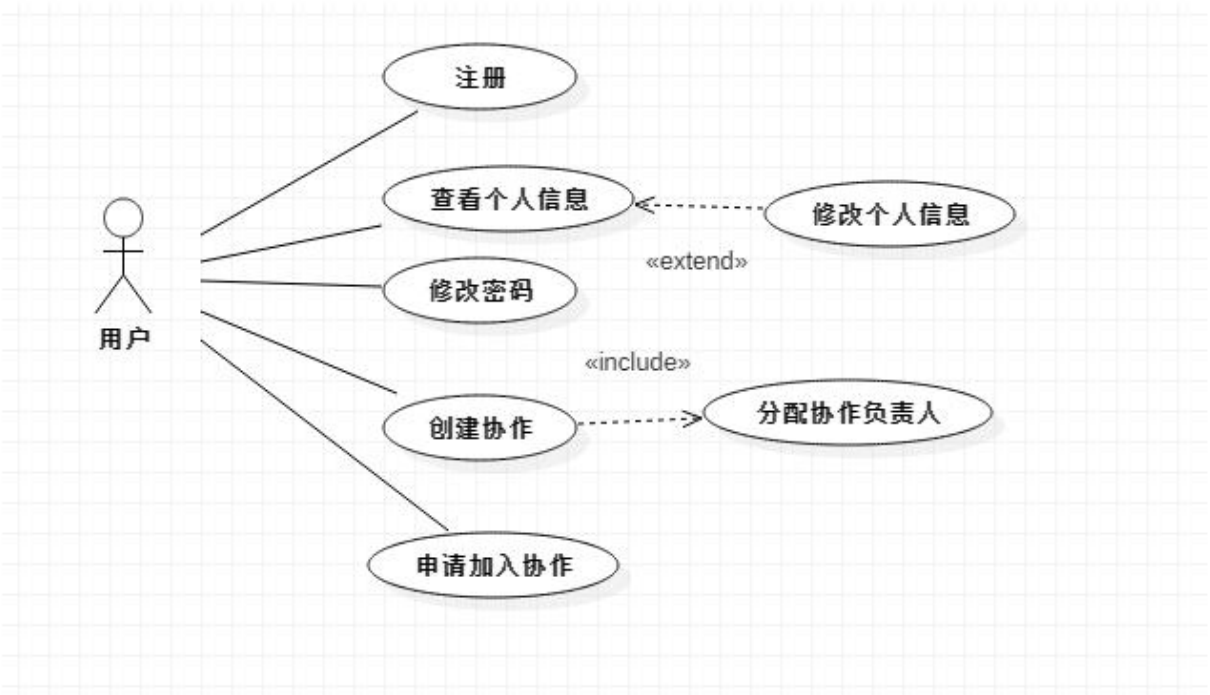 注册
查看个人信息
修改个人信息
«extend»
修改密码
用户
«include»
创建协作
分配协作负责人
申请加入协作